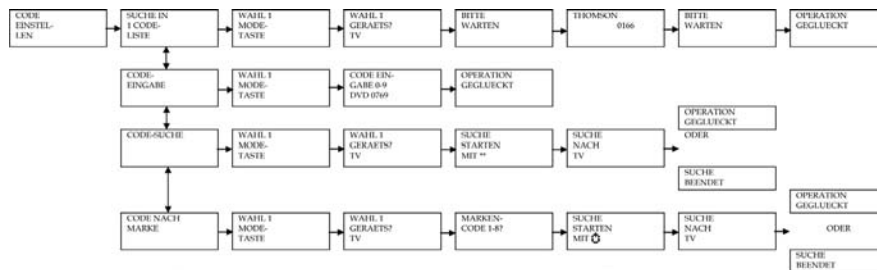 CODE
EINSTEL-
LEN
SUCHE IN
1 CODE-
LISTE
WAHL 1
MODE-
TASTE
WAHL 1
GERAETS?
TV
BITTE
WARTEN
THOMSON
0166
BITTE
WARTEN
OPERATION
GEGLUECKT
CODE-
EINGABE
WAHL 1
MODE-
TASTE
CODE EIN-
GABE 0-9
DVD 0769
OPERATION
GEGLUECKT
CODE-SUCHE
WAHL 1
MODE-
TASTE
WAHL 1
GERAETS?
TV
SUCHE
STARTEN
MIT **
SUCHE
NACH
TV
OPERATION
GEGLUECKT
ODER
SUCHE
BEENDET
CODE NACH
MARKE
WAHL 1
MODE-
TASTE
WAHL 1
GERAETS?
TV
MARKEN-
CODE 1-8?
SUCHE
STARTEN
MIT
SUCHE
NACH
TV
OPERATION
GEGLUECKT
ODER
SUCHE
BEENDET